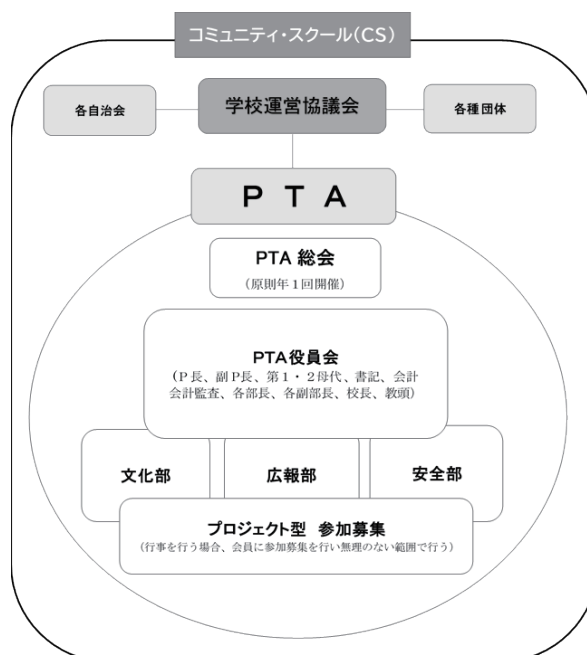 コミュニティ・スクール(CS)
各自治会
学校運営協議会
各種団体
PTA
PTA 総会
(原則年1回開催)
PTA役員会
(P長、副P長、第1・2母代、書記、会計
会計監査、各部長、各副部長、校長、教頭)
文化部
広報部
安全部
プロジェクト型 参加募集
(行事を行う場合、会員に参加募集を行い無理のない範囲で行う)